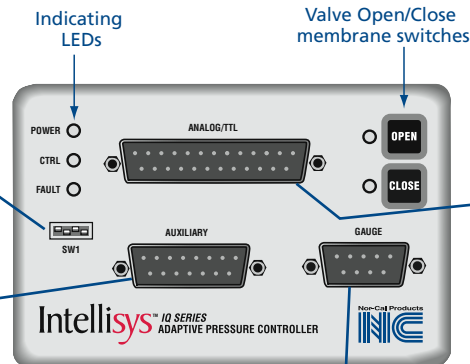 Indicating
LEDs
Valve Open/Close
membrane switches
POWER
CTRL
FAULT
ANALOG/TTL
OPEN
CLOSE
SW1
AUXILIARY
GAUGE
Intellisys™ IQ SERIES
ADAPTIVE PRESSURE CONTROLLER
Nor-Cal Products
NC